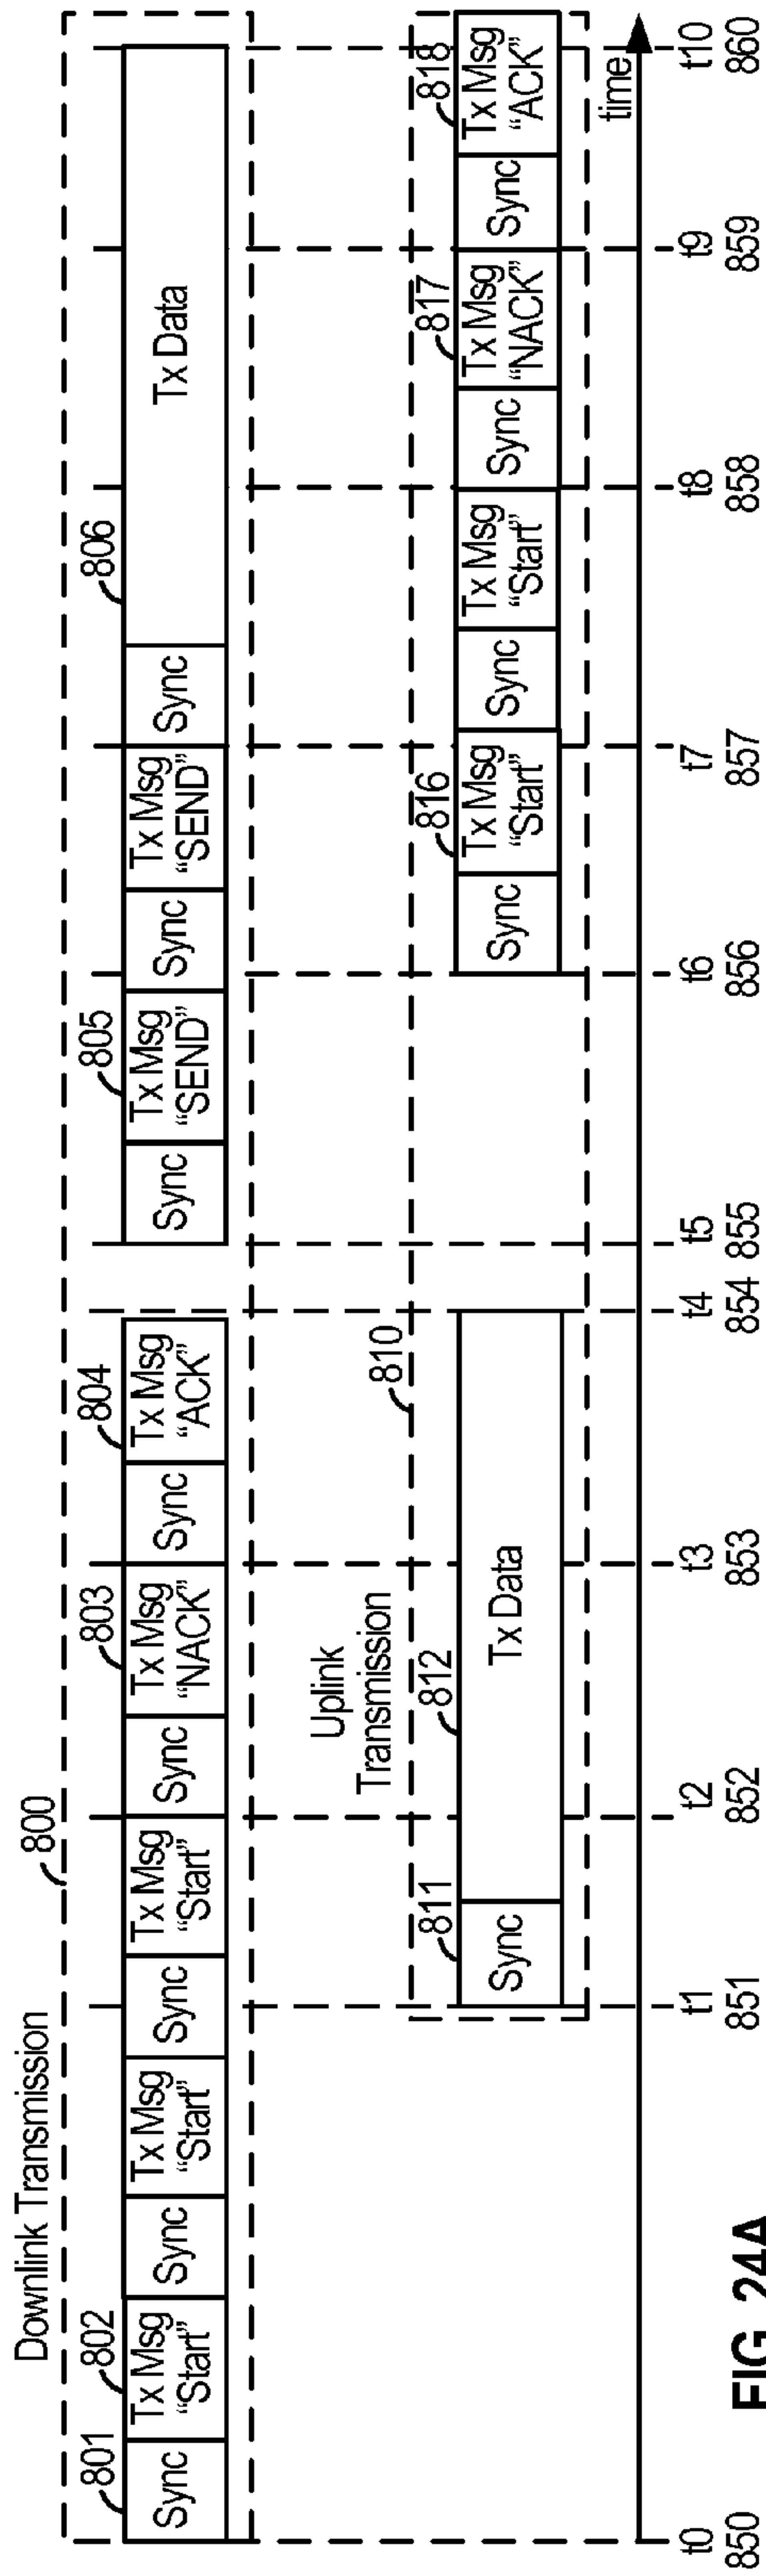 Downlink Transmission
800
801
802
803
804
805
806
Sync
Tx Msg
“Start”
Sync
Tx Msg
“Start”
Sync
Tx Msg
“Start”
Sync
Tx Msg
“NACK”
Sync
Tx Msg
“ACK”
Sync
Tx Msg
“SEND”
Sync
Tx Msg
“SEND”
Sync
Tx Data
Uplink
Transmission
810
811
812
816
817
818
Sync
Tx Data
Sync
Tx Msg
“Start”
Sync
Tx Msg
“Start”
Sync
Tx Msg
“NACK”
Sync
Tx Msg
“ACK”
time
t0 t1 t2 t3 t4 t5 t6 t7 t8 t9 t10
850 851 852 853 854 855 856 857 858 859 860
FIG. 24A